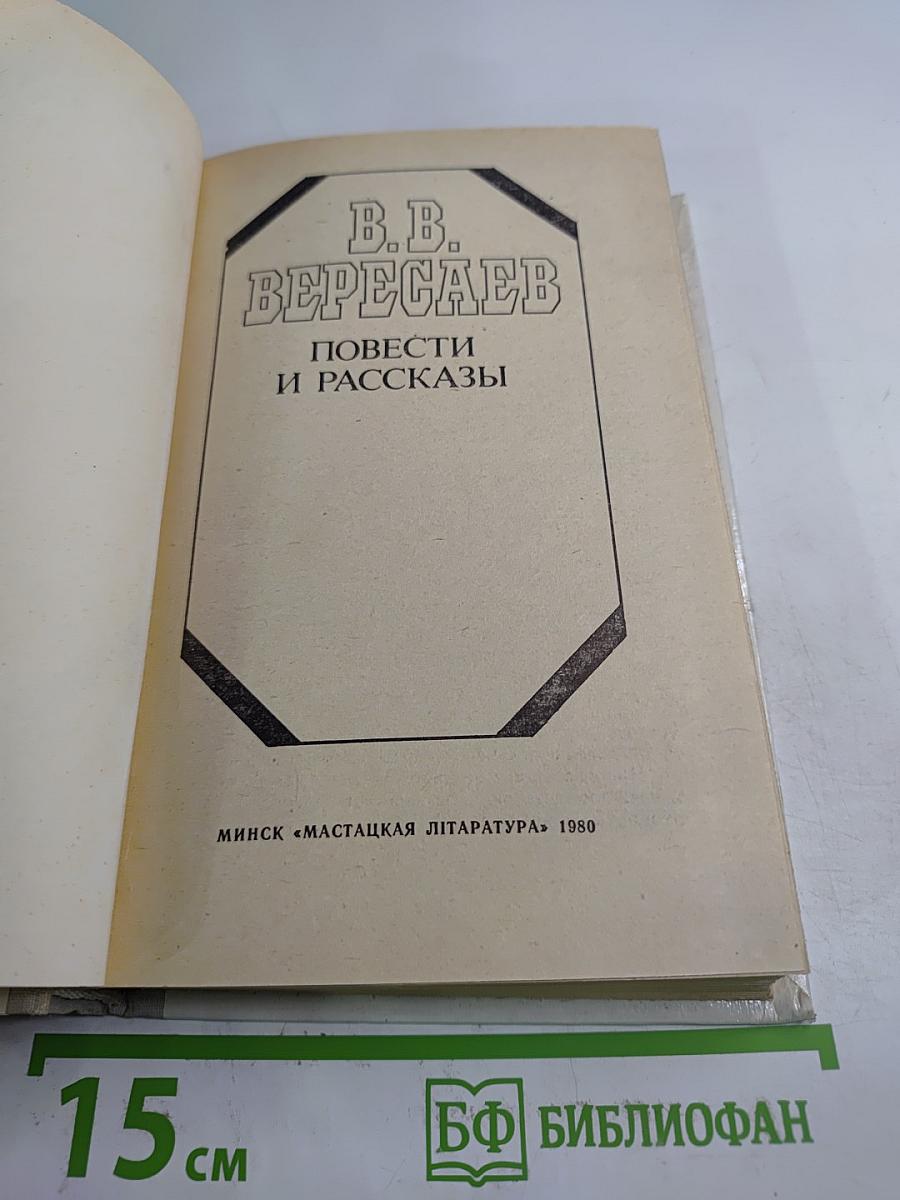 В. В.
ВЕРЕСАЕВ
ПОВЕСТИ
И РАССКАЗЫ
МИНСК «МАСТАЦКАЯ ЛІТАРАТУРА» 1980
15 см
БФ БИБЛИОФАН